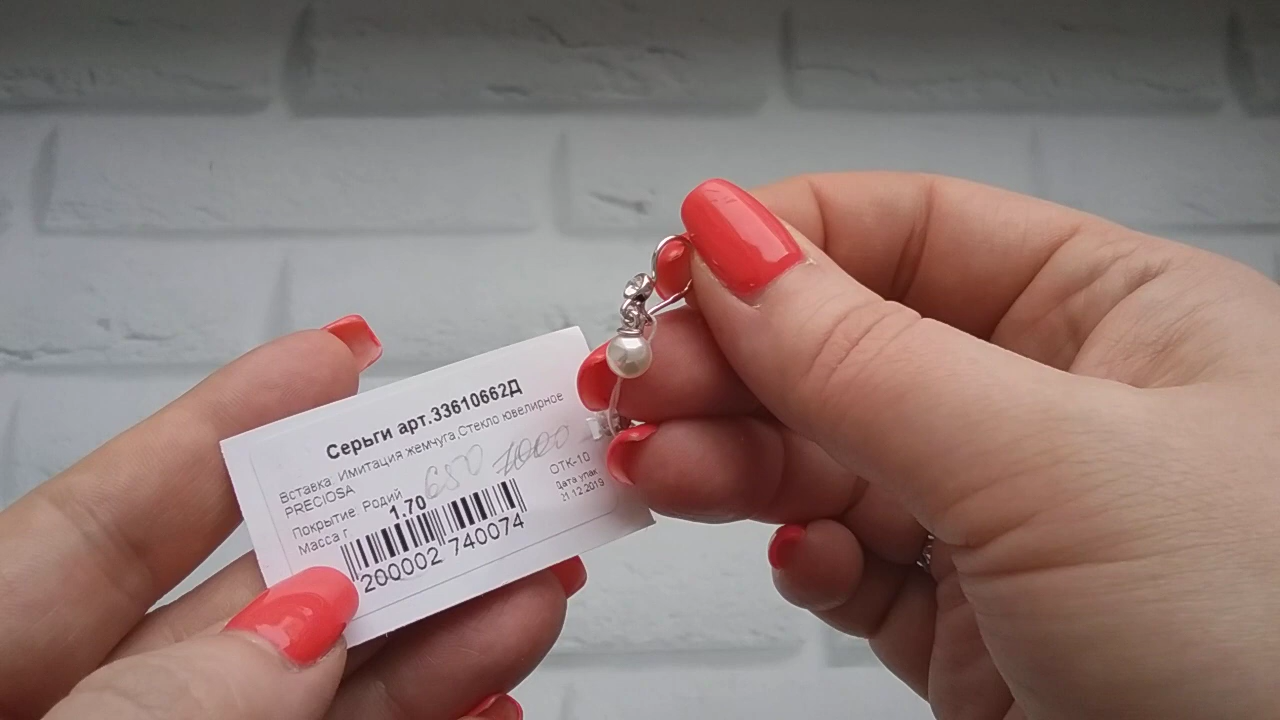 Серьги арт.33610662Д
Вставка Имитация жемчуга,Стекло ювелирное
PRECIOSA
Покрытие Родий 650 1000
Масса г 1.70
ОТК-10
Дата упак
21.12.2019
200002 740074